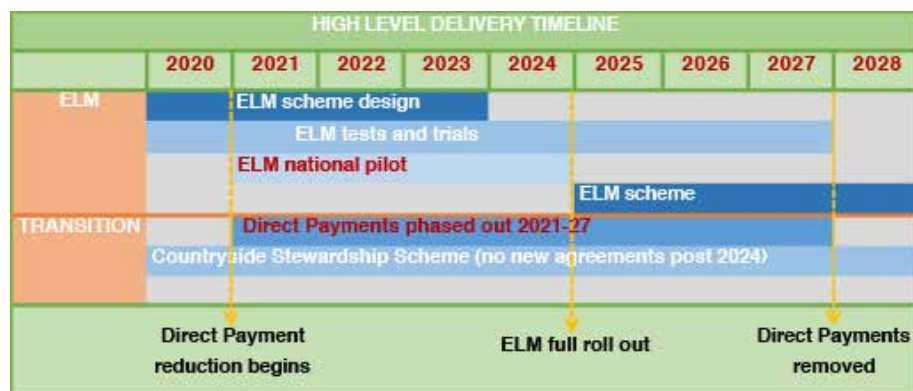 HIGH LEVEL DELIVERY TIMELINE
2020 2021 2022 2023 2024 2025 2026 2027 2028
ELM
ELM scheme design
ELM tests and trials
ELM national pilot
ELM scheme
TRANSITION
Direct Payments phased out 2021-27
Countryside Stewardship Scheme (no new agreements post 2024)
Direct Payment
reduction begins
ELM full roll out
Direct Payments
removed